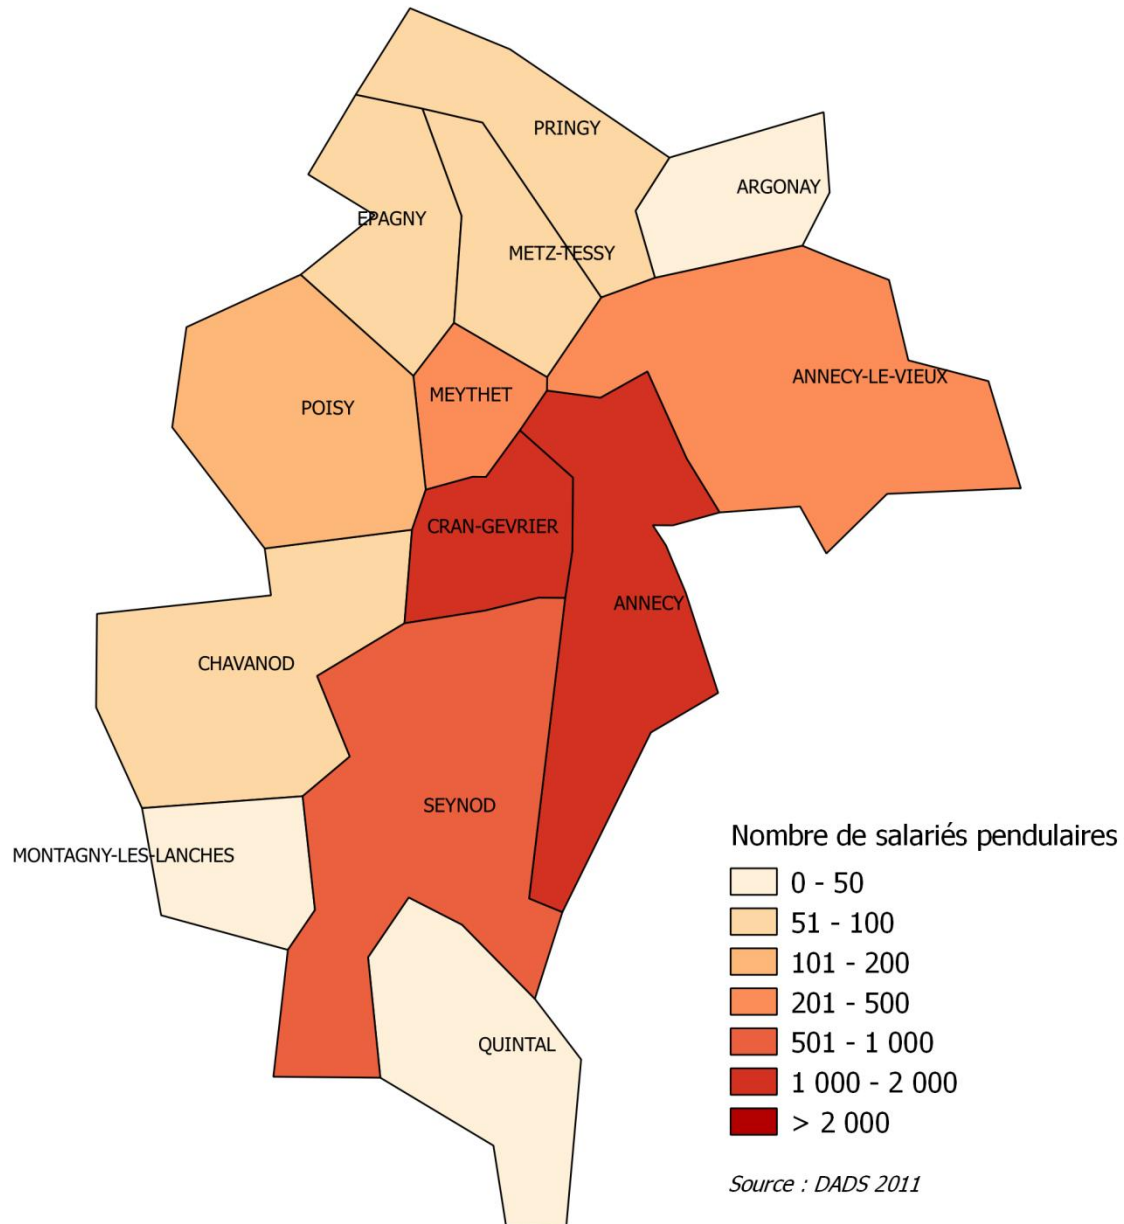 PRINGY
ARGONAY
EPAGNY
METZ-TESSY
ANNECY-LE-VIEUX
MEYTHET
POISY
CRAN-GEVRIER
ANNECY
CHAVANOD
SEYNOD
MONTAGNY-LES-LANCHES
QUINTAL
Nombre de salariés pendulaires
0 - 50
51 - 100
101 - 200
201 - 500
501 - 1 000
1 000 - 2 000
> 2 000
Source : DADS 2011